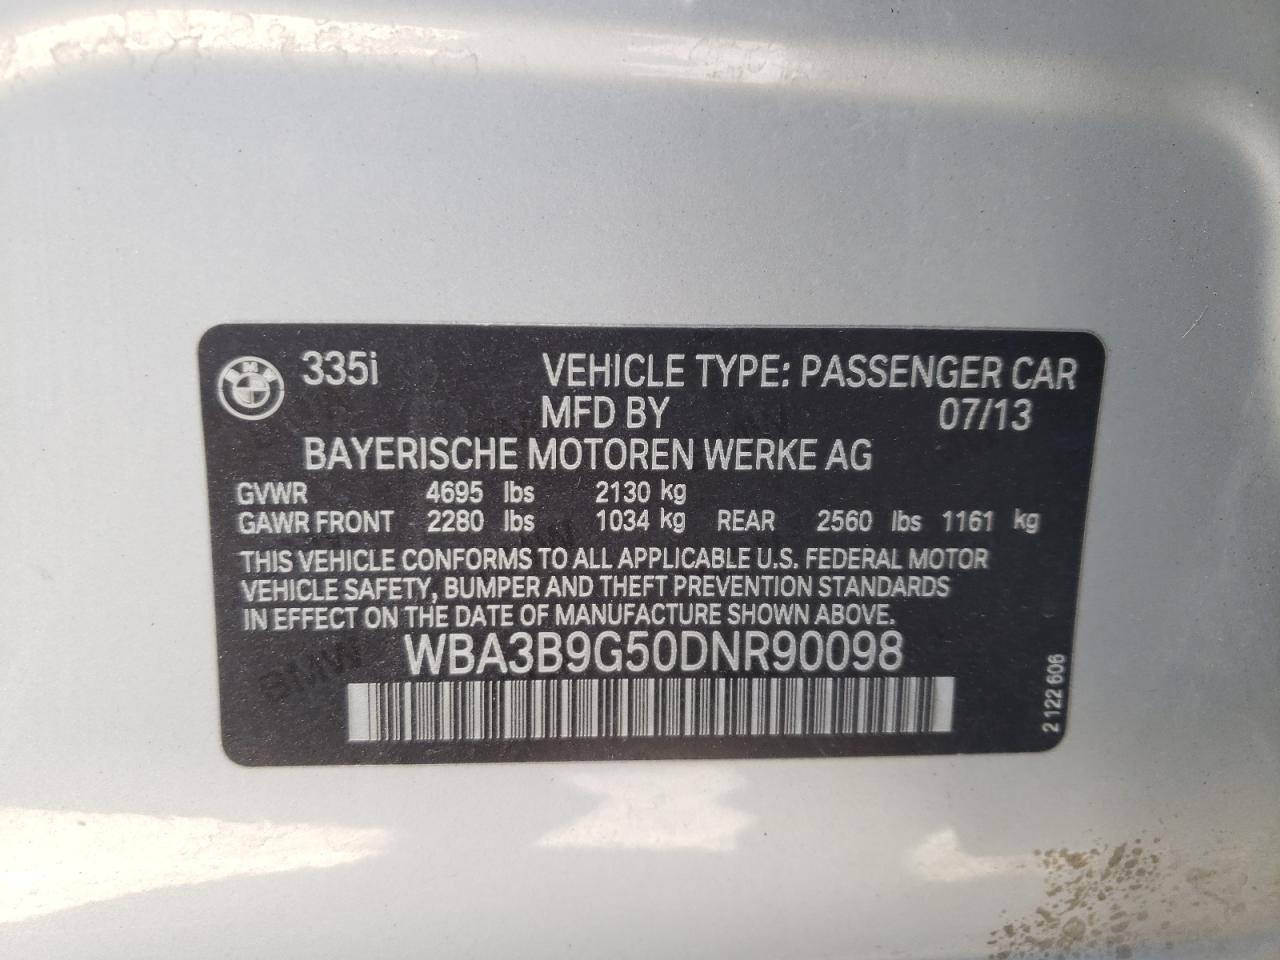 BMW 335i VEHICLE TYPE: PASSENGER CAR
MFD BY 07/13
BAYERISCHE MOTOREN WERKE AG
GVWR 4695 lbs 2130 kg
GAWR FRONT 2280 lbs 1034 kg REAR 2560 lbs 1161 kg
THIS VEHICLE CONFORMS TO ALL APPLICABLE U.S. FEDERAL MOTOR
VEHICLE SAFETY, BUMPER AND THEFT PREVENTION STANDARDS
IN EFFECT ON THE DATE OF MANUFACTURE SHOWN ABOVE.
WBA3B9G50DNR90098
2 122 606